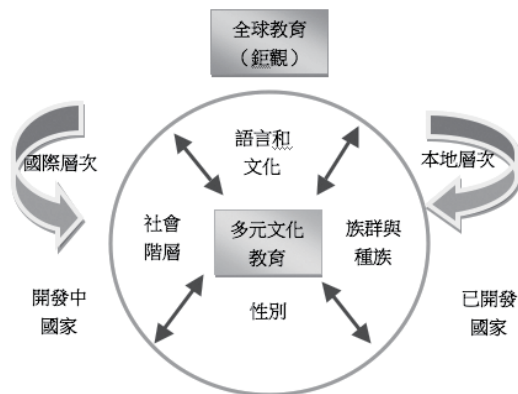 全球教育
（鉅觀）
語言和
文化
國際層次
本地層次
社會
階層
多元文化
教育
族群與
種族
開發中
國家
性別
已開發
國家